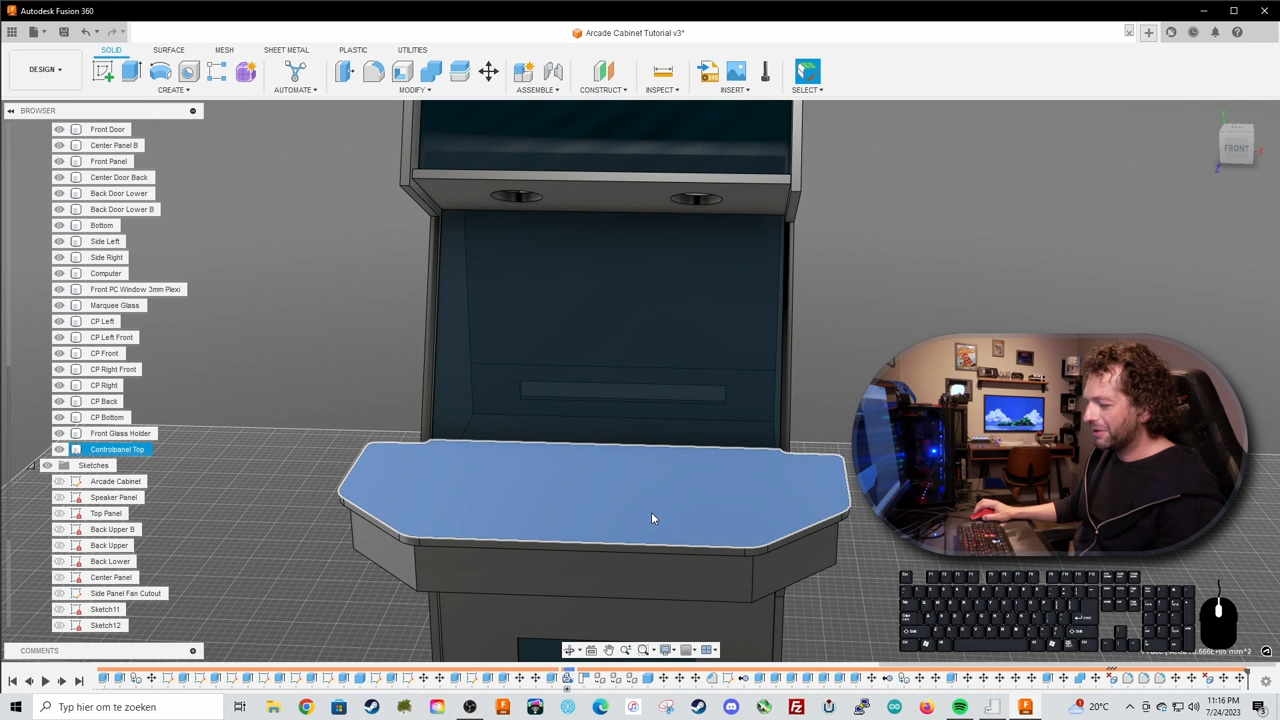 Autodesk Fusion 360
Arcade Cabinet Tutorial v3*
SOLID SURFACE MESH SHEET METAL PLASTIC UTILITIES
DESIGN
CREATE AUTOMATE MODIFY ASSEMBLE CONSTRUCT INSPECT INSERT SELECT
BROWSER
FRONT
Y
X
Z
Front Door
Center Panel B
Front Panel
Center Door Back
Back Door Lower
Back Door Lower B
Bottom
Side Left
Side Right
Computer
Front PC Window 3mm Plexi
Marquee Glass
CP Left
CP Left Front
CP Front
CP Right Front
CP Right
CP Back
CP Bottom
Front Glass Holder
Controlpanel Top
Sketches
Arcade Cabinet
Speaker Panel
Top Panel
Back Upper B
Back Upper
Back Lower
Center Panel
Side Panel Fan Cutout
Sketch11
Sketch12
COMMENTS
Typ hier om te zoeken
20°C
11:16 PM
7/24/2023